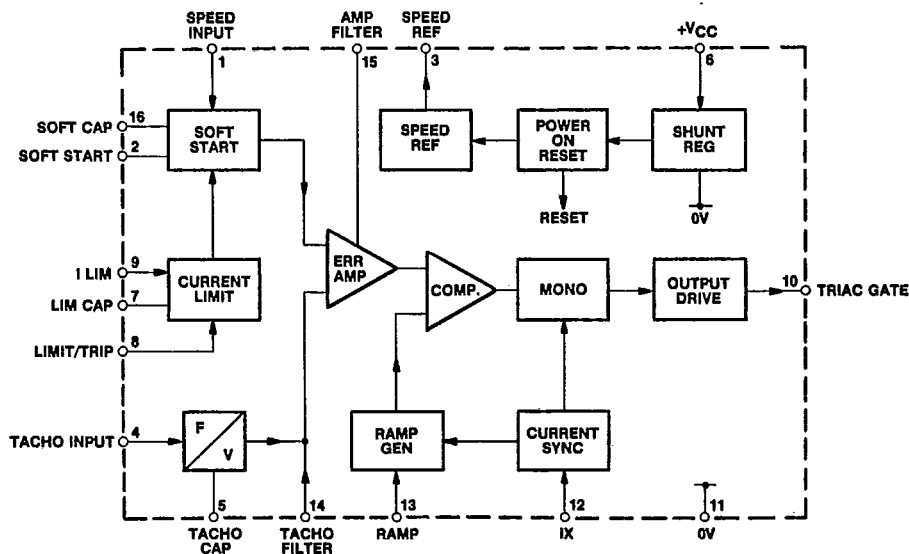 SPEED
INPUT
1
AMP
FILTER
15
SPEED
REF
3
+VCC
6
SOFT CAP
16
SOFT START
2
SOFT
START
SPEED
REF
POWER
ON
RESET
SHUNT
REG
RESET
0V
I LIM
9
LIM CAP
7
LIMIT/TRIP
8
CURRENT
LIMIT
ERR
AMP
COMP.
MONO
OUTPUT
DRIVE
10
TRIAC GATE
TACHO INPUT
4
F
V
RAMP
GEN
CURRENT
SYNC
5
TACHO
CAP
14
TACHO
FILTER
13
RAMP
12
IX
11
0V